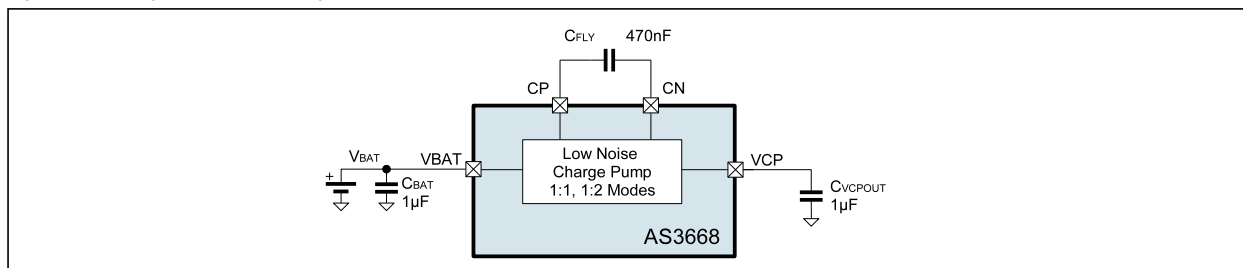 CFLY 470nF
CP CN
VBAT VBAT
Low Noise
Charge Pump
1:1, 1:2 Modes
VCP
+
CBAT
1µF
CVCPOUT
1µF
AS3668